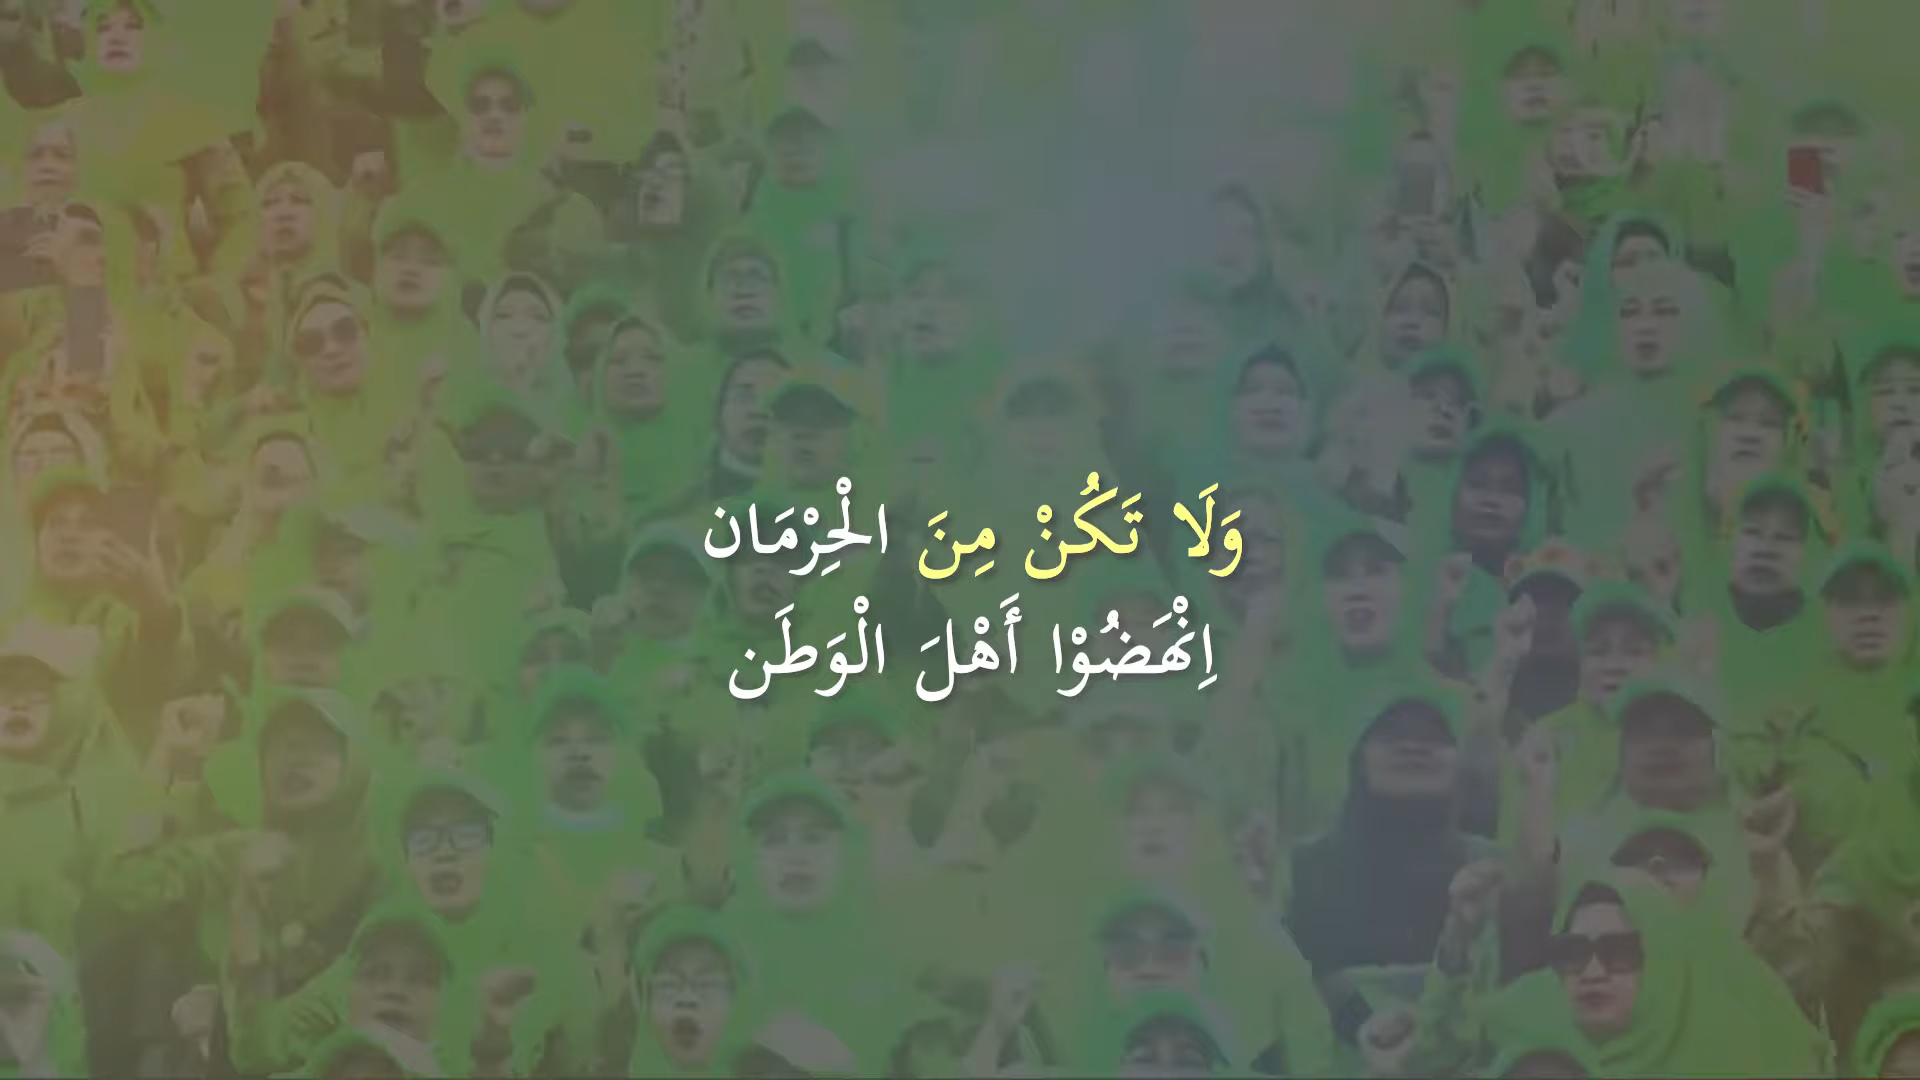 وَلَا تَكُنْ مِنَ الْحِرْمَان
اِنْهَضُوْا أَهْلَ الْوَطَن